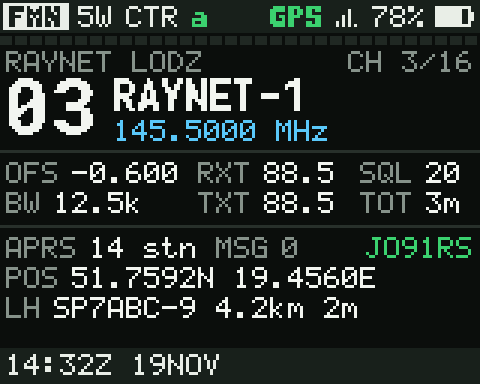 FMN 5W CTR a GPS 78%
RAYNET LODZ CH 3/16
03 RAYNET-1
145.5000 MHz
OFS -0.600 RXT 88.5 SQL 20
BW 12.5k TXT 88.5 TOT 3m
APRS 14 stn MSG 0 JO91RS
POS 51.7592N 19.4560E
LH SP7ABC-9 4.2km 2m
14:32Z 19NOV